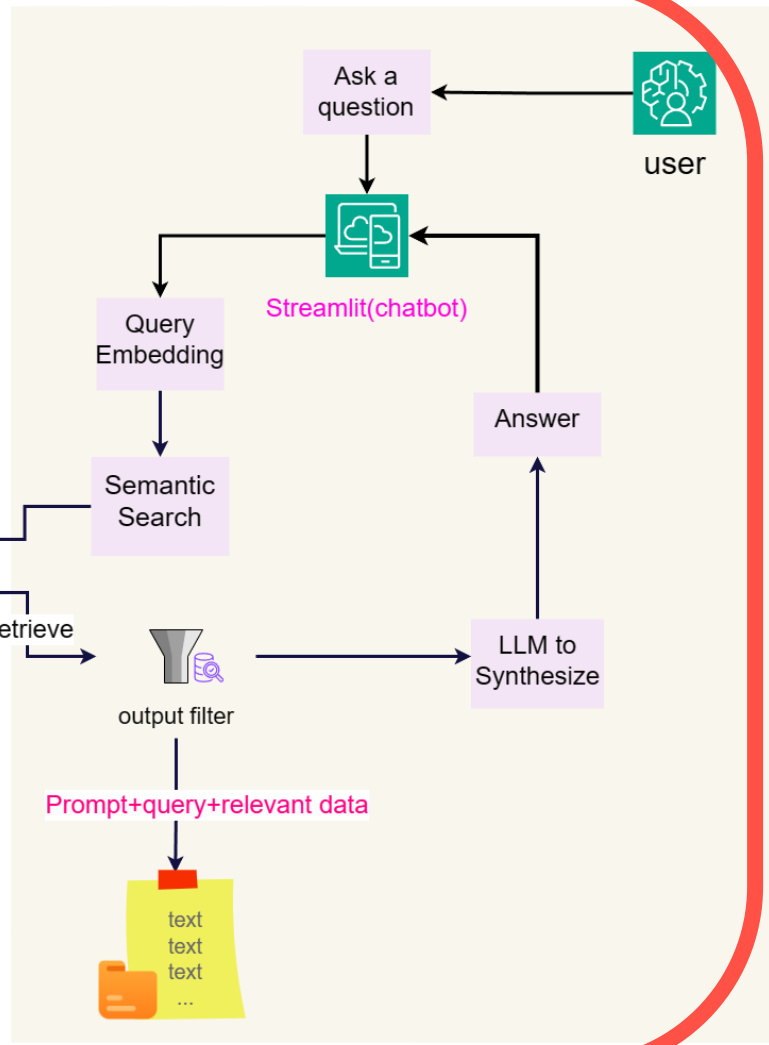 Ask a
question
user
Streamlit(chatbot)
Query
Embedding
Answer
Semantic
Search
etrieve
LLM to
Synthesize
output filter
Prompt+query+relevant data
text
text
text
...